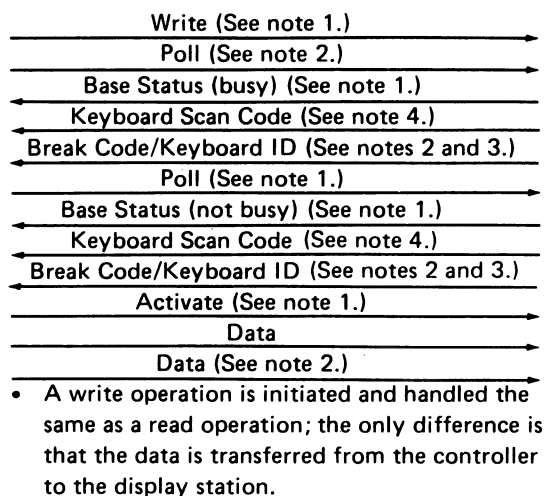 Write (See note 1.)
Poll (See note 2.)
Base Status (busy) (See note 1.)
Keyboard Scan Code (See note 4.)
Break Code/Keyboard ID (See notes 2 and 3.)
Poll (See note 1.)
Base Status (not busy) (See note 1.)
Keyboard Scan Code (See note 4.)
Break Code/Keyboard ID (See notes 2 and 3.)
Activate (See note 1.)
Data
Data (See note 2.)
• A write operation is initiated and handled the
same as a read operation; the only difference is
that the data is transferred from the controller
to the display station.